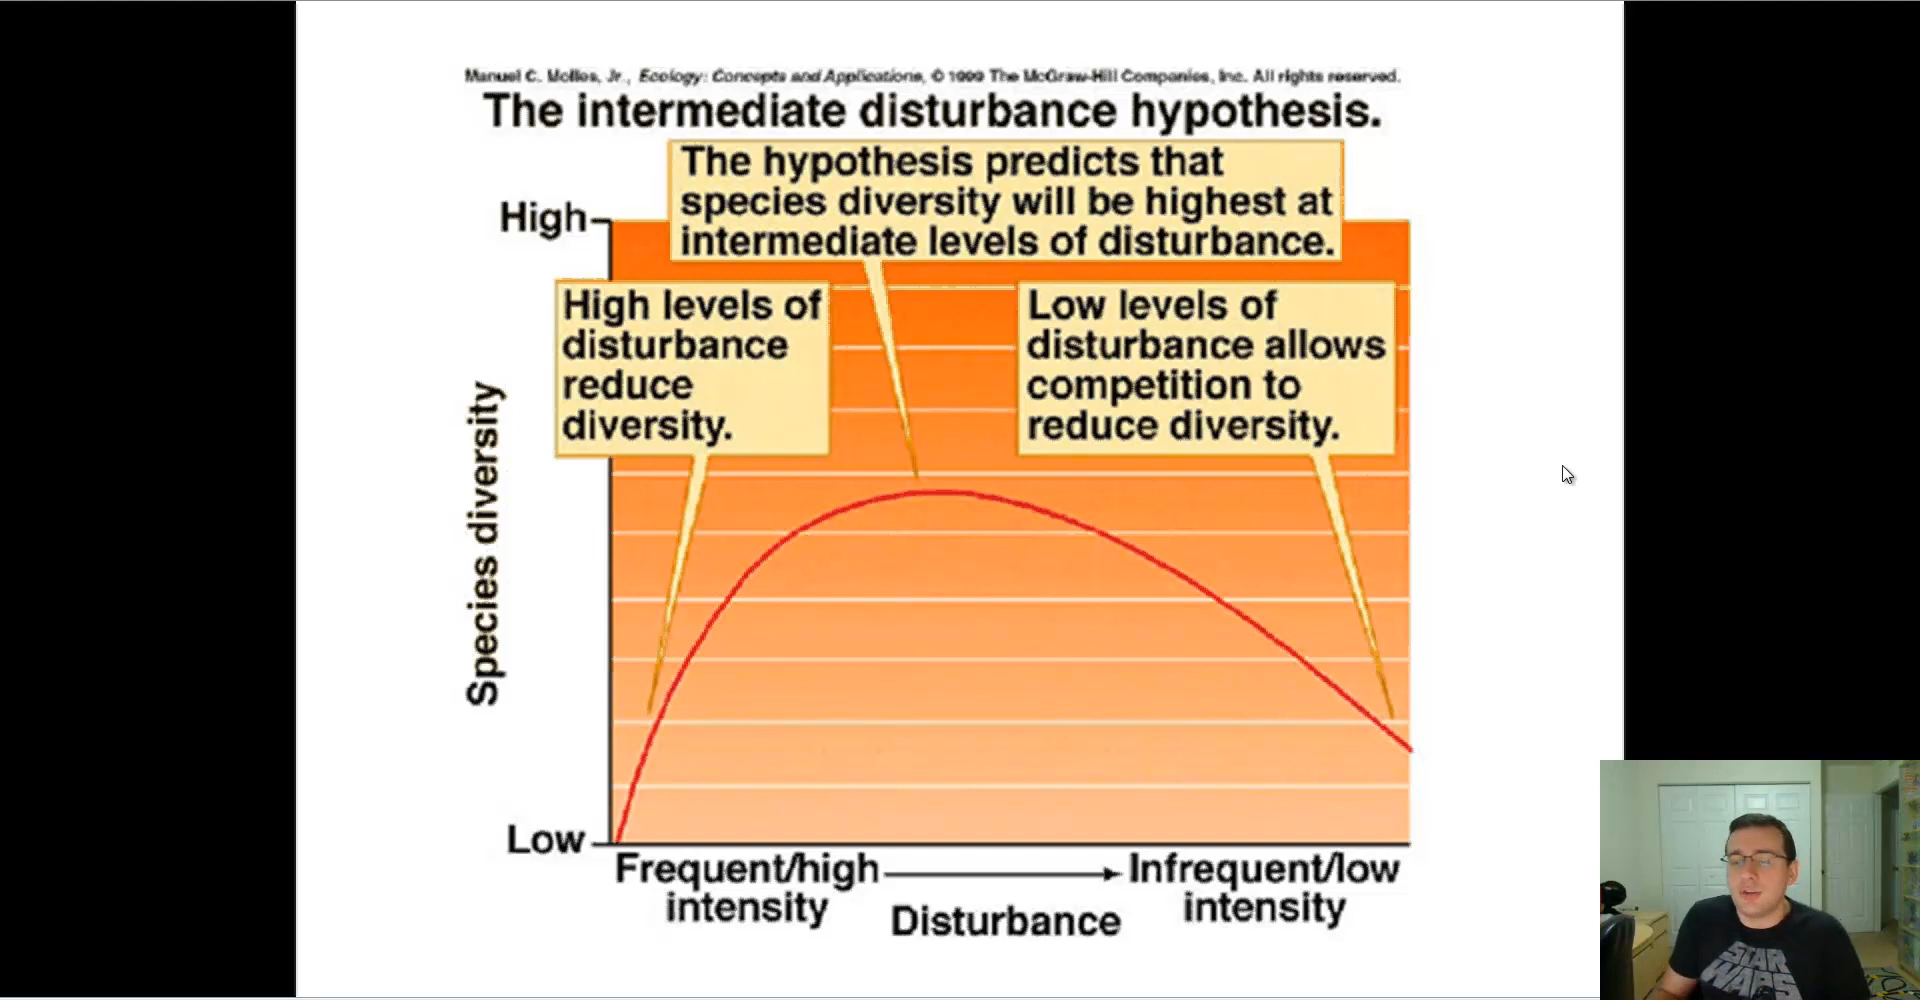 Manuel C. Molles, Jr., Ecology: Concepts and Applications, © 1999 The McGraw-Hill Companies, Inc. All rights reserved.
The intermediate disturbance hypothesis.
The hypothesis predicts that
species diversity will be highest at
intermediate levels of disturbance.
High
High levels of
disturbance
reduce
diversity.
Low levels of
disturbance allows
competition to
reduce diversity.
Species diversity
Low
Frequent/high
intensity
Infrequent/low
intensity
Disturbance
STAR
WARS